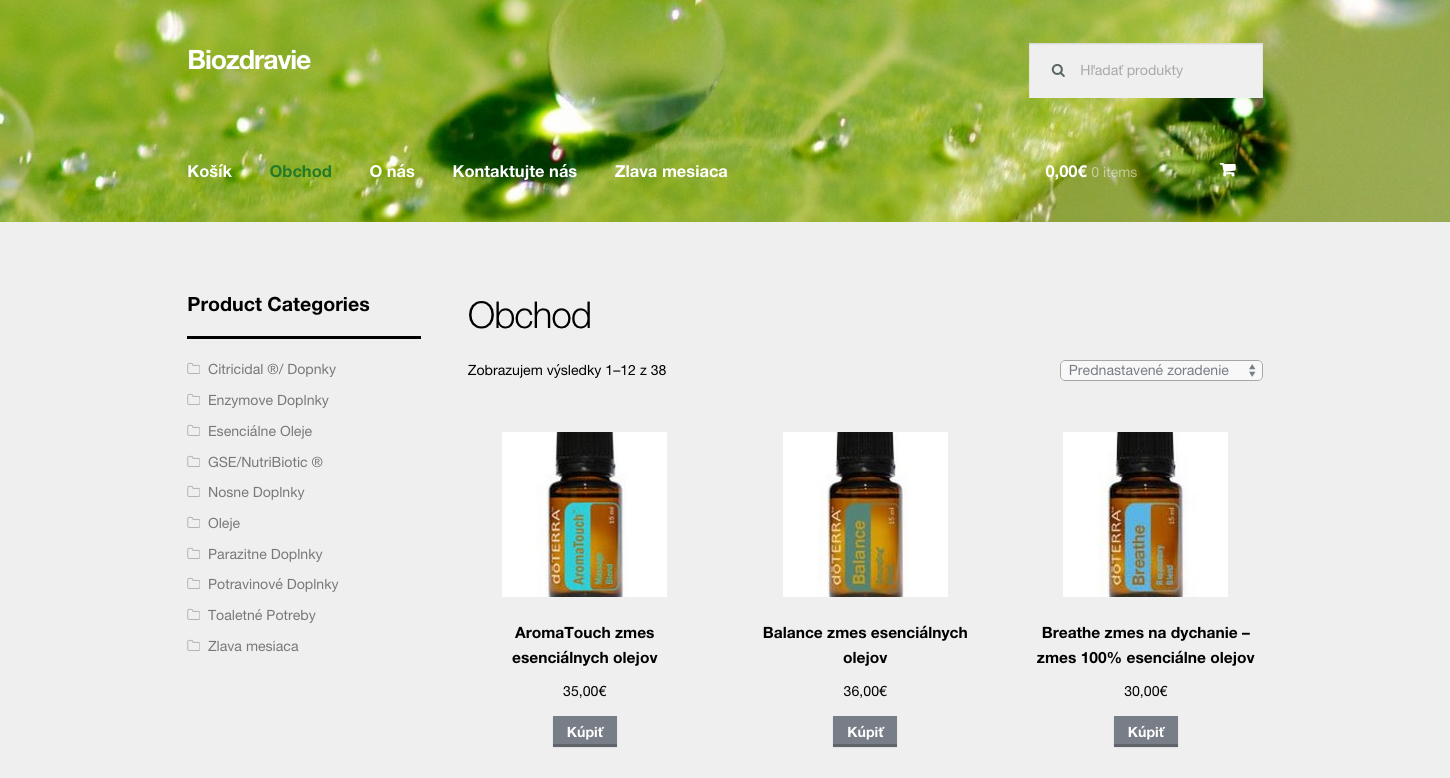 Biozdravie
Hľadať produkty
Košík Obchod O nás Kontaktujte nás Zlava mesiaca 0,00€ 0 items
Product Categories
Citricidal ®/ Dopnky
Enzymove Doplnky
Esenciálne Oleje
GSE/NutriBiotic ®
Nosne Doplnky
Oleje
Parazitne Doplnky
Potravinové Doplnky
Toaletné Potreby
Zlava mesiaca
Obchod
Zobrazujem výsledky 1–12 z 38
Prednastavené zoradenie
dōTERRA
AromaTouch™
Massage
Blend
15 ml
AromaTouch zmes
esenciálnych olejov
35,00€
Kúpiť
dōTERRA
Balance
15 ml
Balance zmes esenciálnych
olejov
36,00€
Kúpiť
dōTERRA
Breathe
Respiratory
Blend
15 ml
Breathe zmes na dychanie –
zmes 100% esenciálne olejov
30,00€
Kúpiť